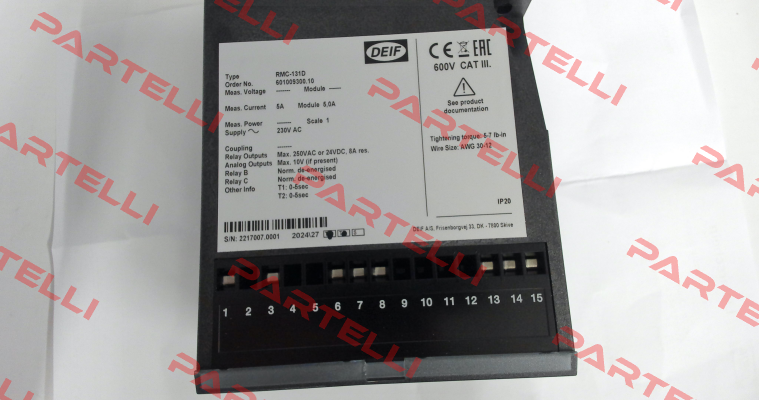 DEIF
Type RMC-131D
Order No. 601009300.10
Meas. Voltage ----- Module -----
Meas. Current 5A Module 5,0A
Meas. Power ----- Scale 1
Supply ~ 230V AC
Coupling -----
Relay Outputs Max. 250VAC or 24VDC, 8A res.
Analog Outputs Max. 10V (if present)
Relay B Norm. de-energised
Relay C Norm. de-energised
Other Info T1: 0-5sec
T2: 0-5sec
S/N: 2217007.0001 2024\27
CE EAC
600V CAT III.
See product
documentation
Tightening torque: 5-7 lb-in
Wire Size: AWG 30-12
IP20
DEIF A/S, Frisenborgvej 33, DK - 7800 Skive
1 2 3 4 5 6 7 8 9 10 11 12 13 14 15
PARTELLI
PARTELLI
PARTELLI
PARTELLI
PARTELLI
PARTELLI
PARTELLI